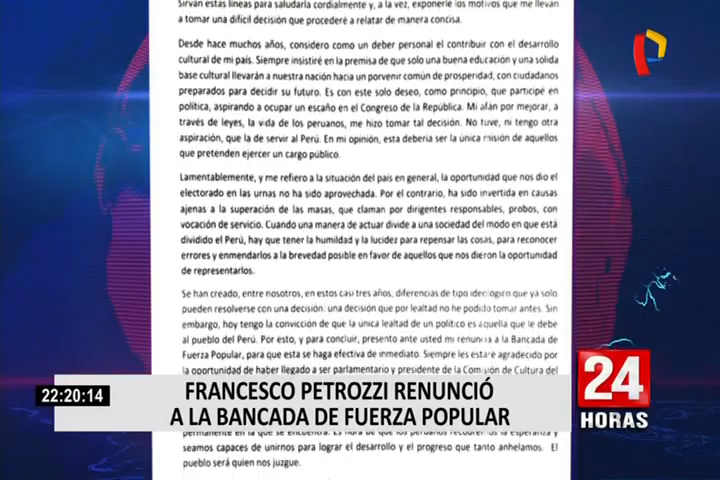 Sirvan estas líneas para saludarla cordialmente y, a la vez, exponerle los motivos que me llevan
a tomar una difícil decisión que procederé a relatar de manera concisa.
Desde hace muchos años, considero como un deber personal el contribuir con el desarrollo
cultural de mi país. Siempre insistiré en la premisa de que solo una buena educación y una sólida
base cultural llevarán a nuestra nación hacia un porvenir común de prosperidad, con ciudadanos
preparados para decidir su futuro. Es con este solo deseo, como principio, que participé en
política, aspirando a ocupar un escaño en el Congreso de la República. Mi afán por mejorar, a
través de leyes, la vida de los peruanos, me hizo tomar tal decisión. No tuve, ni tengo otra
aspiración, que la de servir al Perú. En mi opinión, esta debería ser la única misión de aquellos
que pretenden ejercer un cargo público.
Lamentablemente, y me refiero a la situación del país en general, la oportunidad que nos dio el
electorado en las urnas no ha sido aprovechada. Por el contrario, ha sido invertida en causas
ajenas a la superación de las masas, que claman por dirigentes responsables, probos, con
vocación de servicio. Cuando una manera de actuar divide a una sociedad del modo en que está
dividido el Perú, hay que tener la humildad y la lucidez para repensar las cosas, para reconocer
errores y enmendarlos a la brevedad posible en favor de aquellos que nos dieron la oportunidad
de representarlos.
Se han creado, entre nosotros, en estos casi tres años, diferencias de tipo ideológico que ya solo
pueden resolverse con una decisión: una decisión que por lealtad no he podido tomar antes. Sin
embargo, hoy tengo la convicción de que la única lealtad de un político es aquella que le debe
al pueblo del Perú. Por esto, y para concluir, presento ante usted mi renuncia a la Bancada de
Fuerza Popular, para que esta se haga efectiva de inmediato. Siempre les estaré agradecido por
la oportunidad de haber llegado a ser parlamentario y presidente de la Comisión de Cultura del
22:20:14
FRANCESCO PETROZZI RENUNCIÓ
A LA BANCADA DE FUERZA POPULAR
24
HORAS
permanente en la que se encuentra. Es hora de que los peruanos recobremos la esperanza y
seamos capaces de unirnos para lograr el desarrollo y el progreso que tanto anhelamos. El
pueblo será quien nos juzgue.